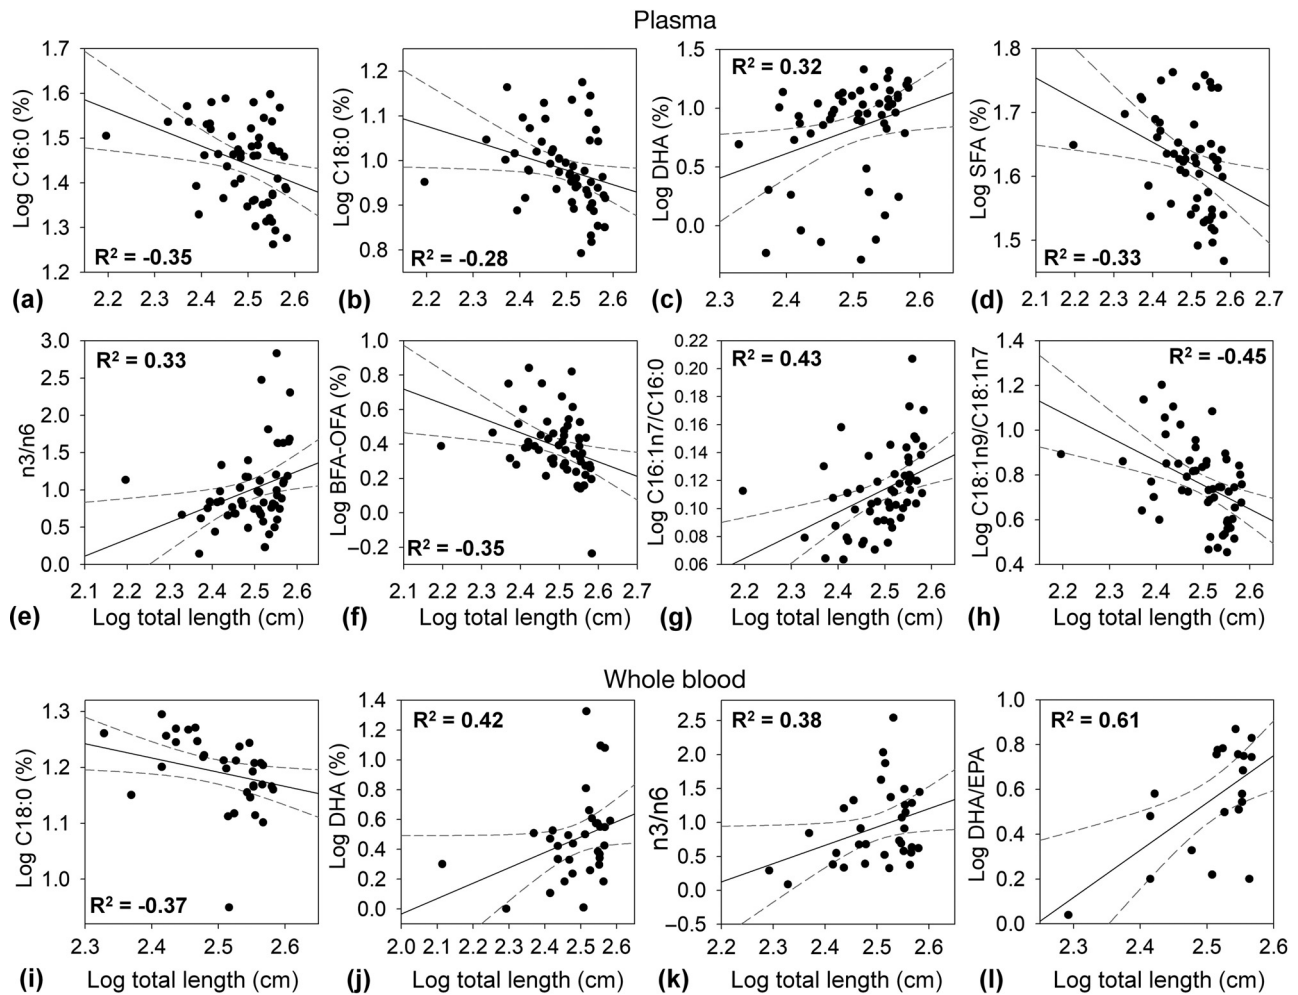 Plasma
Log C16:0 (%)
1.7
1.6
1.5
1.4
1.3
1.2
R² = -0.35
2.2 2.3 2.4 2.5 2.6
(a)
Log C18:0 (%)
1.2
1.1
1.0
0.9
0.8
R² = -0.28
2.2 2.3 2.4 2.5 2.6
(b)
Log DHA (%)
1.5
1.0
0.5
0.0
R² = 0.32
2.3 2.4 2.5 2.6
(c)
Log SFA (%)
1.8
1.7
1.6
1.5
R² = -0.33
2.1 2.2 2.3 2.4 2.5 2.6 2.7
(d)
n3/n6
3.0
2.5
2.0
1.5
1.0
0.5
0.0
R² = 0.33
2.1 2.2 2.3 2.4 2.5 2.6 2.7
(e) Log total length (cm)
Log BFA-OFA (%)
1.0
0.8
0.6
0.4
0.2
0.0
−0.2
R² = -0.35
2.1 2.2 2.3 2.4 2.5 2.6 2.7
(f) Log total length (cm)
Log C16:1n7/C16:0
0.22
0.20
0.18
0.16
0.14
0.12
0.10
0.08
0.06
R² = 0.43
2.2 2.3 2.4 2.5 2.6
(g) Log total length (cm)
Log C18:1n9/C18:1n7
1.4
1.2
1.0
0.8
0.6
0.4
R² = -0.45
2.2 2.3 2.4 2.5 2.6
(h) Log total length (cm)
Whole blood
Log C18:0 (%)
1.3
1.2
1.1
1.0
R² = -0.37
2.3 2.4 2.5 2.6
(i) Log total length (cm)
Log DHA (%)
1.4
1.2
1.0
0.8
0.6
0.4
0.2
0.0
R² = 0.42
2.0 2.1 2.2 2.3 2.4 2.5 2.6
(j) Log total length (cm)
n3/n6
2.5
2.0
1.5
1.0
0.5
0.0
−0.5
R² = 0.38
2.2 2.3 2.4 2.5 2.6
(k) Log total length (cm)
Log DHA/EPA
1.0
0.8
0.6
0.4
0.2
0.0
R² = 0.61
2.3 2.4 2.5 2.6
(l) Log total length (cm)